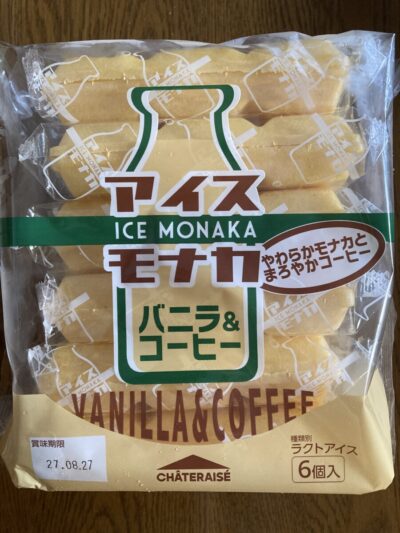 アイス
ICE MONAKA
モナカ
やわらかモナカと
まろやかコーヒー
バニラ&
コーヒー
VANILLA&COFFEE
賞味期限
27.08.27
CHÂTERAISÉ
種類別
ラクトアイス
6個入